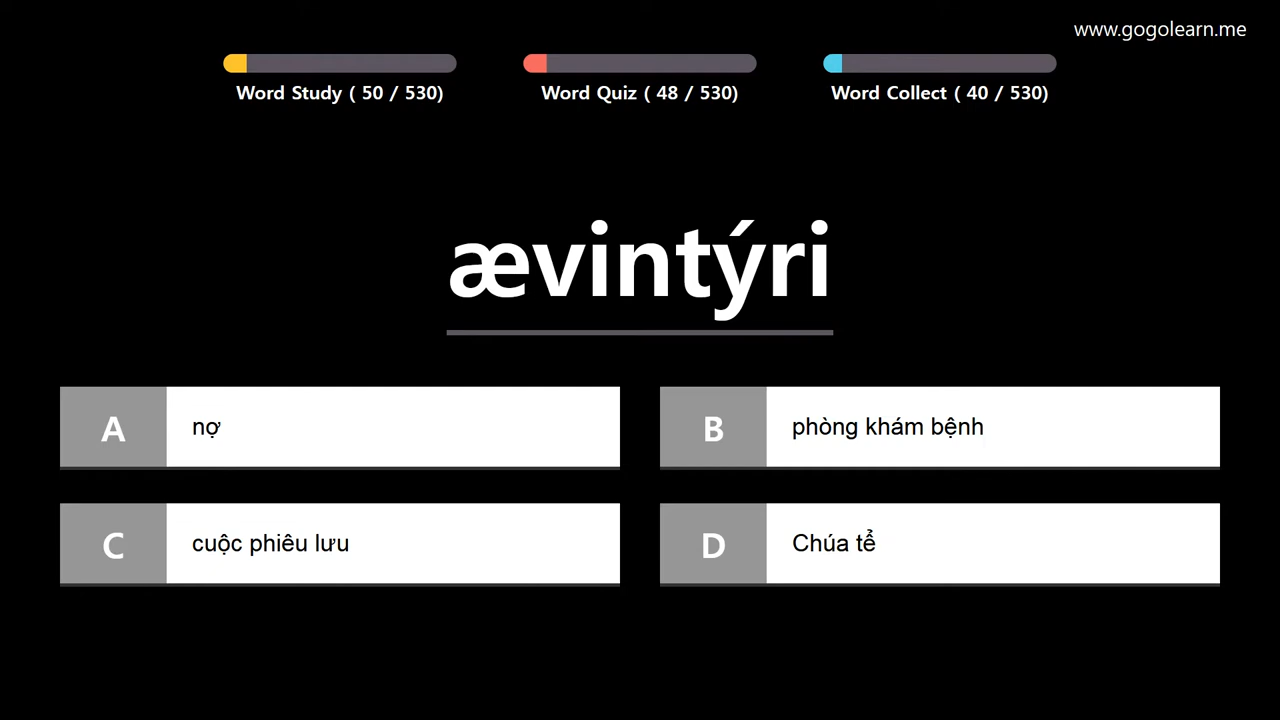 www.gogolearn.me
Word Study ( 50 / 530)
Word Quiz ( 48 / 530)
Word Collect ( 40 / 530)
ævintýri
A
nợ
B
phòng khám bệnh
C
cuộc phiêu lưu
D
Chúa tể